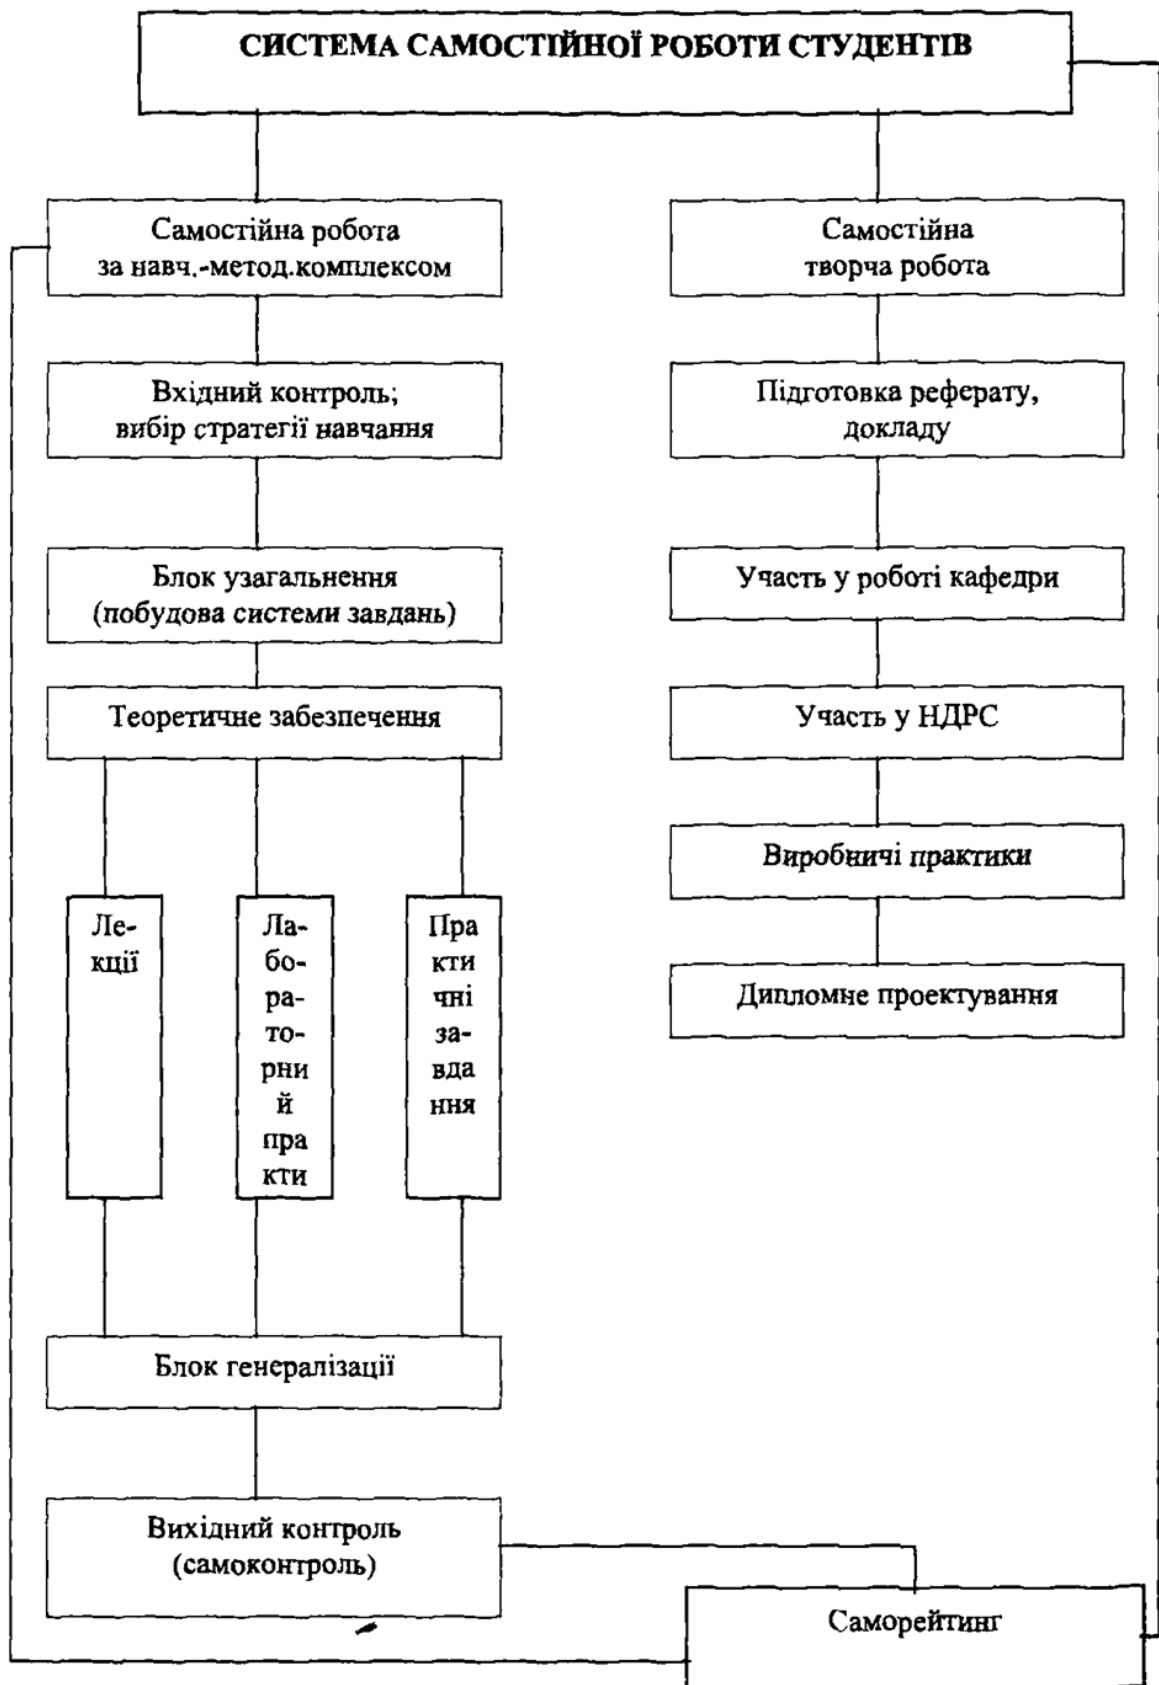 СИСТЕМА САМОСТІЙНОЇ РОБОТИ СТУДЕНТІВ
Самостійна робота
за навч.-метод.комплексом
Вхідний контроль;
вибір стратегії навчання
Блок узагальнення
(побудова системи завдань)
Теоретичне забезпечення
Ле-
кції
Ла-
бо-
ра-
то-
рни
й
пра
кти
Пра
кти
чні
за-
вда
ння
Блок генералізації
Вихідний контроль
(самоконтроль)
Самостійна
творча робота
Підготовка реферату,
докладу
Участь у роботі кафедри
Участь у НДРС
Виробничі практики
Дипломне проектування
Саморейтинг